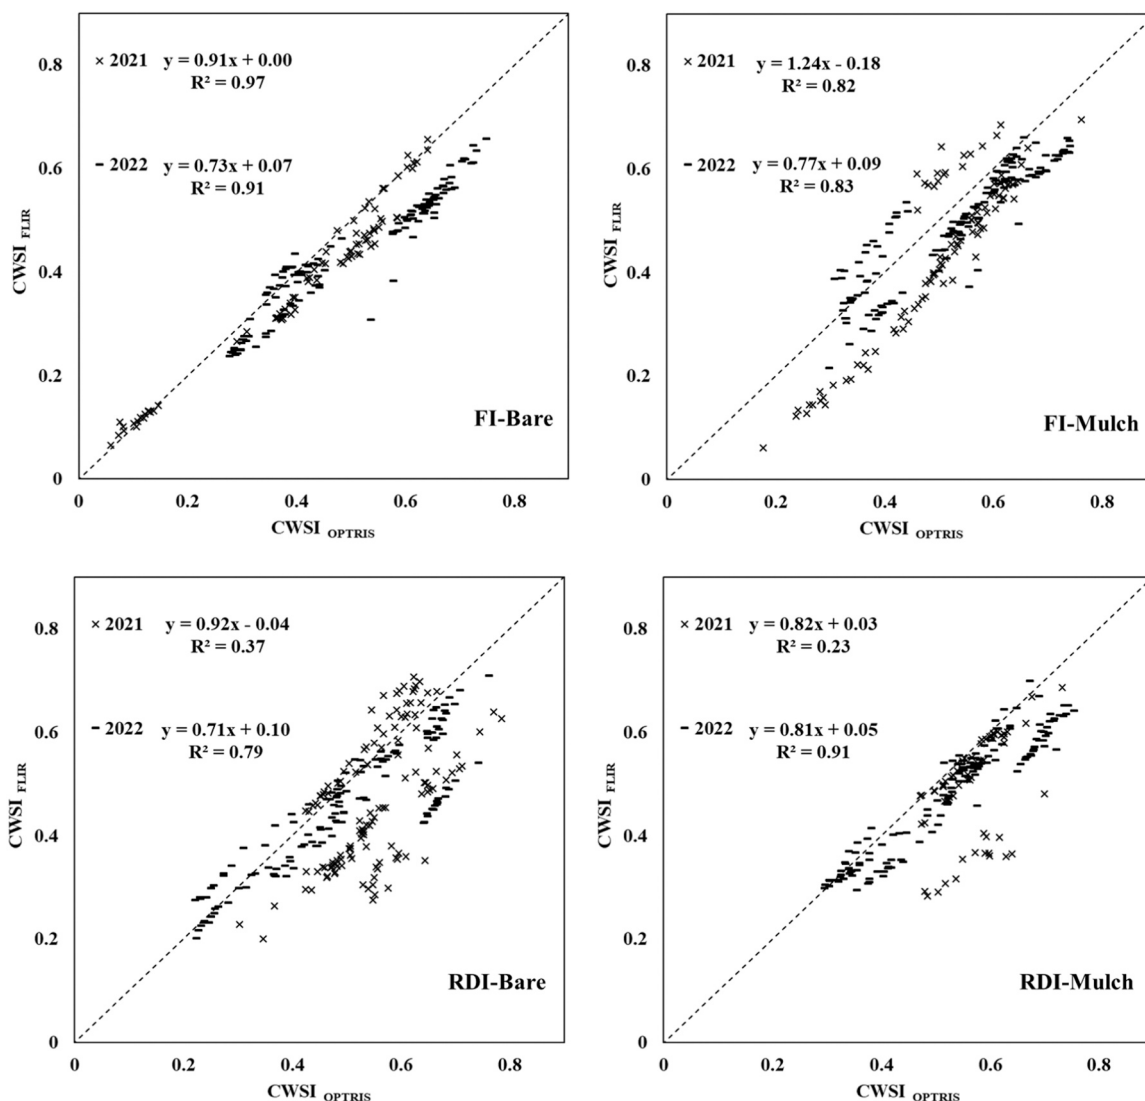 0.8
× 2021 y = 0.91x + 0.00
R² = 0.97
0.6
- 2022 y = 0.73x + 0.07
R² = 0.91
0.4
0.2
0
CWSI FLIR
FI-Bare
0 0.2 0.4 0.6 0.8
CWSI OPTRIS
0.8
× 2021 y = 1.24x - 0.18
R² = 0.82
0.6
- 2022 y = 0.77x + 0.09
R² = 0.83
0.4
0.2
0
CWSI FLIR
FI-Mulch
0 0.2 0.4 0.6 0.8
CWSI OPTRIS
0.8
× 2021 y = 0.92x - 0.04
R² = 0.37
0.6
- 2022 y = 0.71x + 0.10
R² = 0.79
0.4
0.2
0
CWSI FLIR
RDI-Bare
0 0.2 0.4 0.6 0.8
CWSI OPTRIS
0.8
× 2021 y = 0.82x + 0.03
R² = 0.23
0.6
- 2022 y = 0.81x + 0.05
R² = 0.91
0.4
0.2
0
CWSI FLIR
RDI-Mulch
0 0.2 0.4 0.6 0.8
CWSI OPTRIS